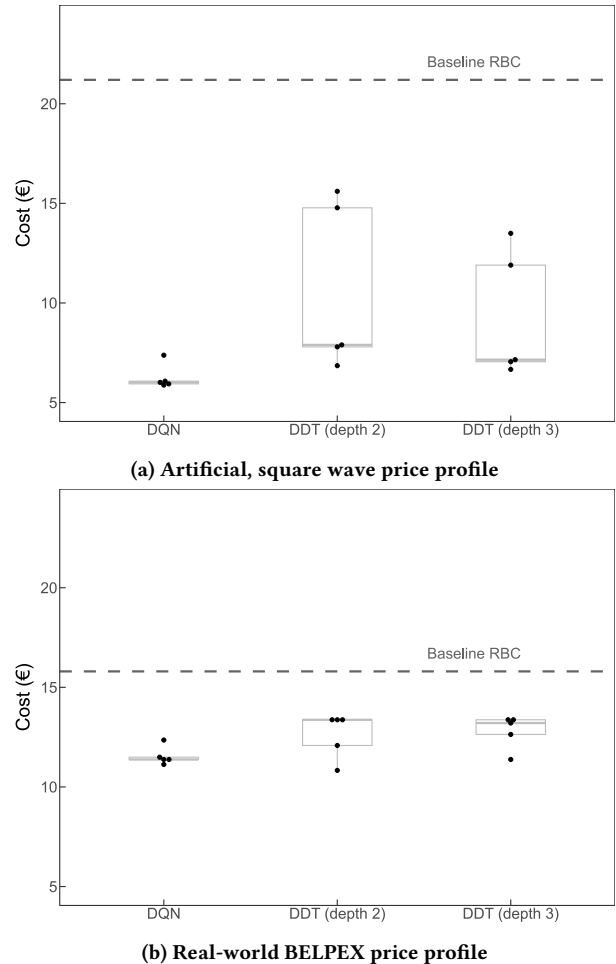 Baseline RBC
20
15
10
5
Cost (€)
DQN DDT (depth 2) DDT (depth 3)
(a) Artificial, square wave price profile
Baseline RBC
20
15
10
5
Cost (€)
DQN DDT (depth 2) DDT (depth 3)
(b) Real-world BELPEX price profile